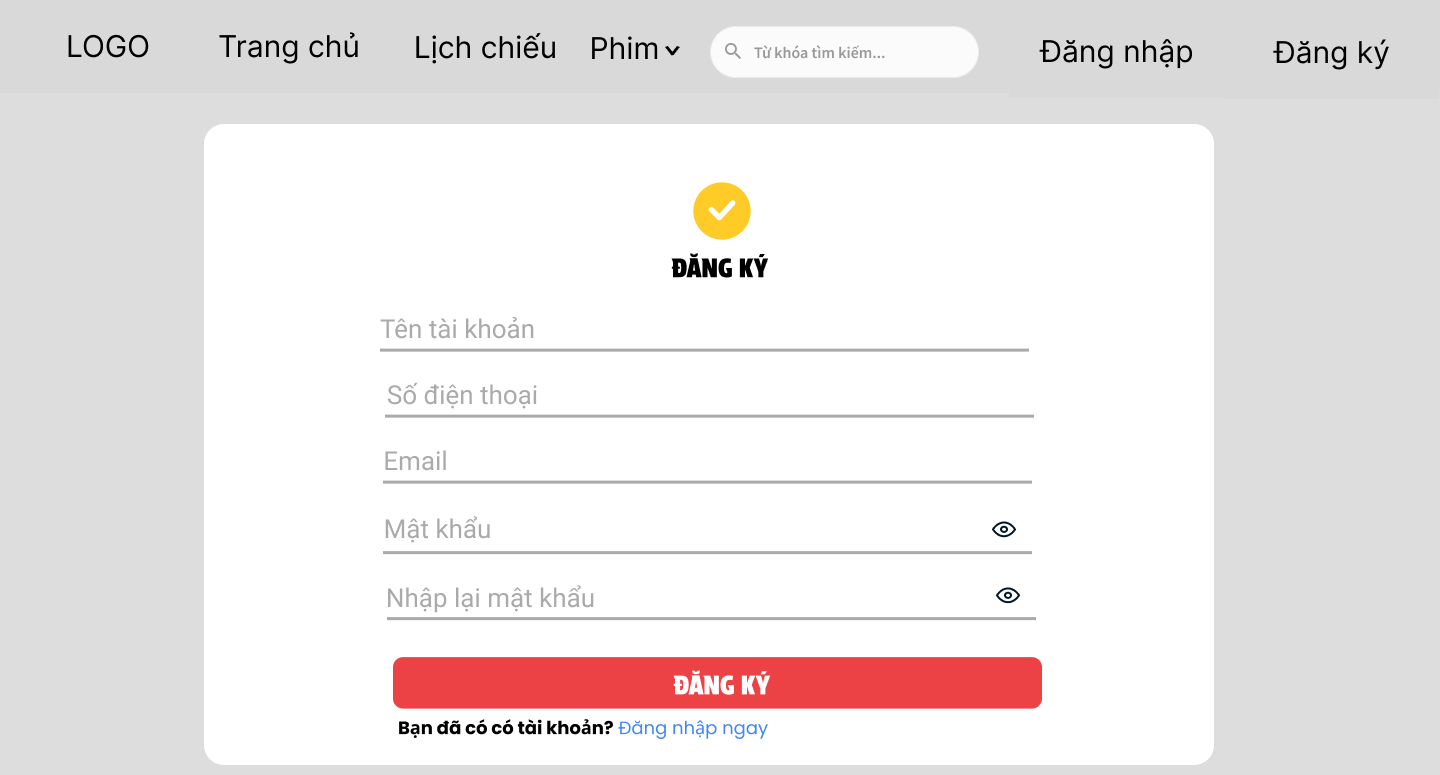 LOGO Trang chủ Lịch chiếu Phim Từ khóa tìm kiếm... Đăng nhập Đăng ký
ĐĂNG KÝ
Tên tài khoản
Số điện thoại
Email
Mật khẩu
Nhập lại mật khẩu
ĐĂNG KÝ
Bạn đã có có tài khoản? Đăng nhập ngay